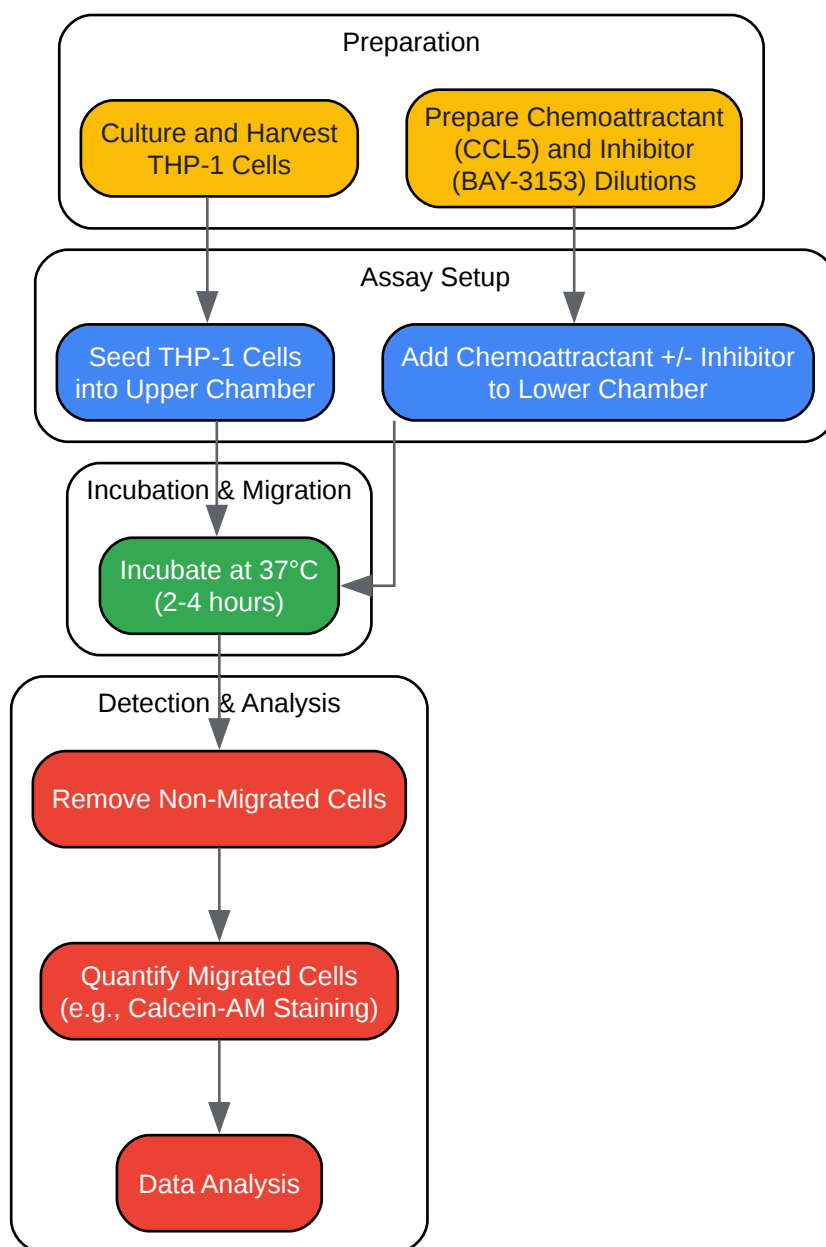 Preparation
Culture and Harvest
THP-1 Cells
Prepare Chemoattractant
(CCL5) and Inhibitor
(BAY-3153) Dilutions
Assay Setup
Seed THP-1 Cells
into Upper Chamber
Add Chemoattractant +/- Inhibitor
to Lower Chamber
Incubation & Migration
Incubate at 37°C
(2-4 hours)
Detection & Analysis
Remove Non-Migrated Cells
Quantify Migrated Cells
(e.g., Calcein-AM Staining)
Data Analysis